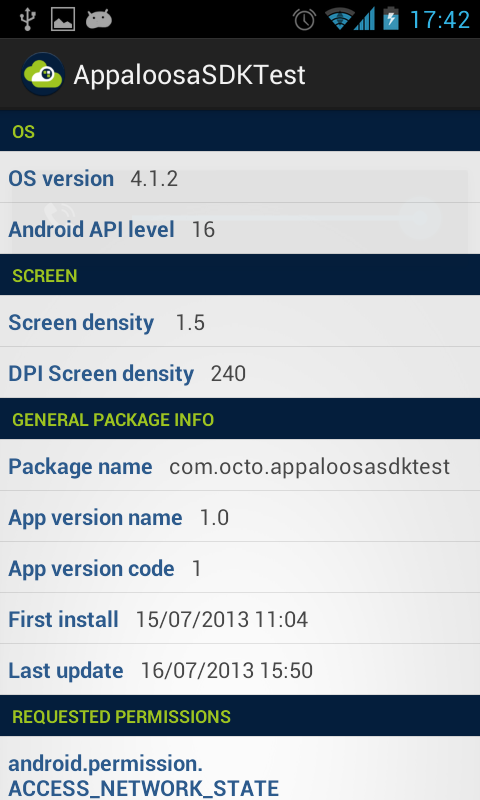 17:42
AppaloosaSDKTest
OS
OS version 4.1.2
Android API level 16
SCREEN
Screen density 1.5
DPI Screen density 240
GENERAL PACKAGE INFO
Package name com.octo.appaloosasdktest
App version name 1.0
App version code 1
First install 15/07/2013 11:04
Last update 16/07/2013 15:50
REQUESTED PERMISSIONS
android.permission.
ACCESS_NETWORK_STATE